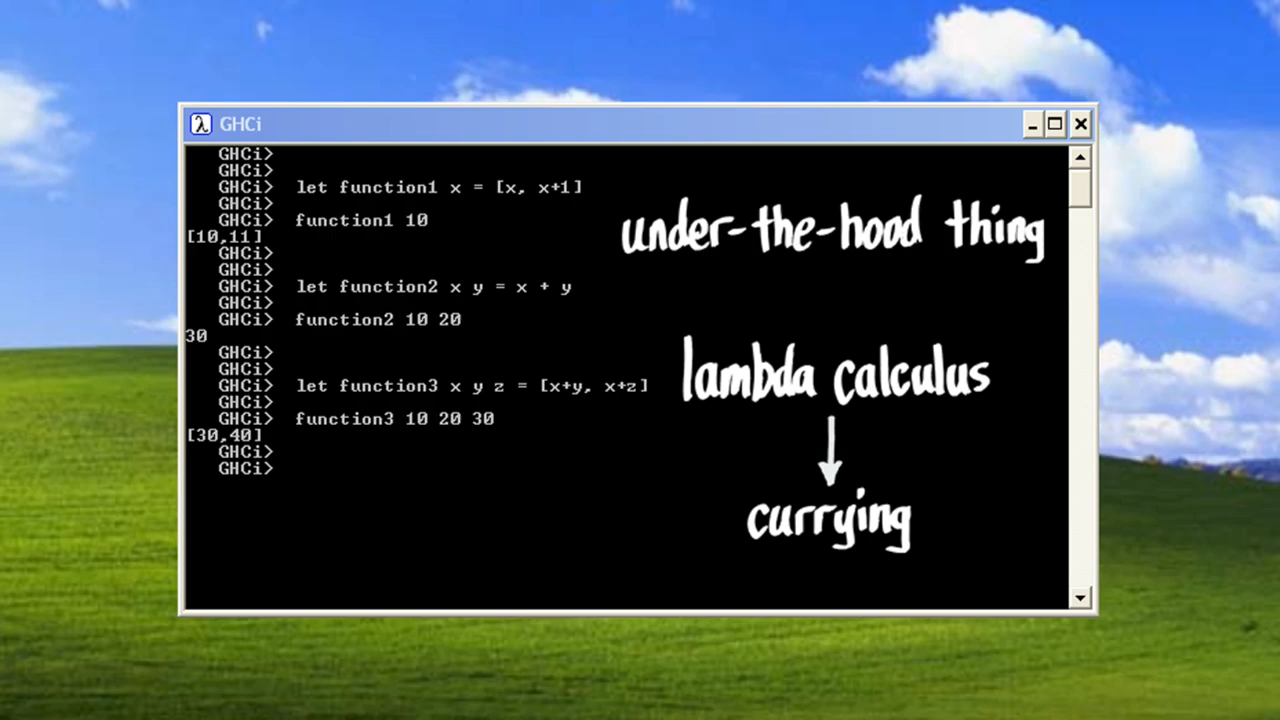 λ GHCi
GHCi>
GHCi>
GHCi> let function1 x = [x, x+1]
GHCi>
GHCi> function1 10
[10,11]
GHCi>
GHCi>
GHCi> let function2 x y = x + y
GHCi>
GHCi> function2 10 20
30
GHCi>
GHCi>
GHCi> let function3 x y z = [x+y, x+z]
GHCi>
GHCi> function3 10 20 30
[30,40]
GHCi>
GHCi>
under-the-hood thing
lambda calculus
currying